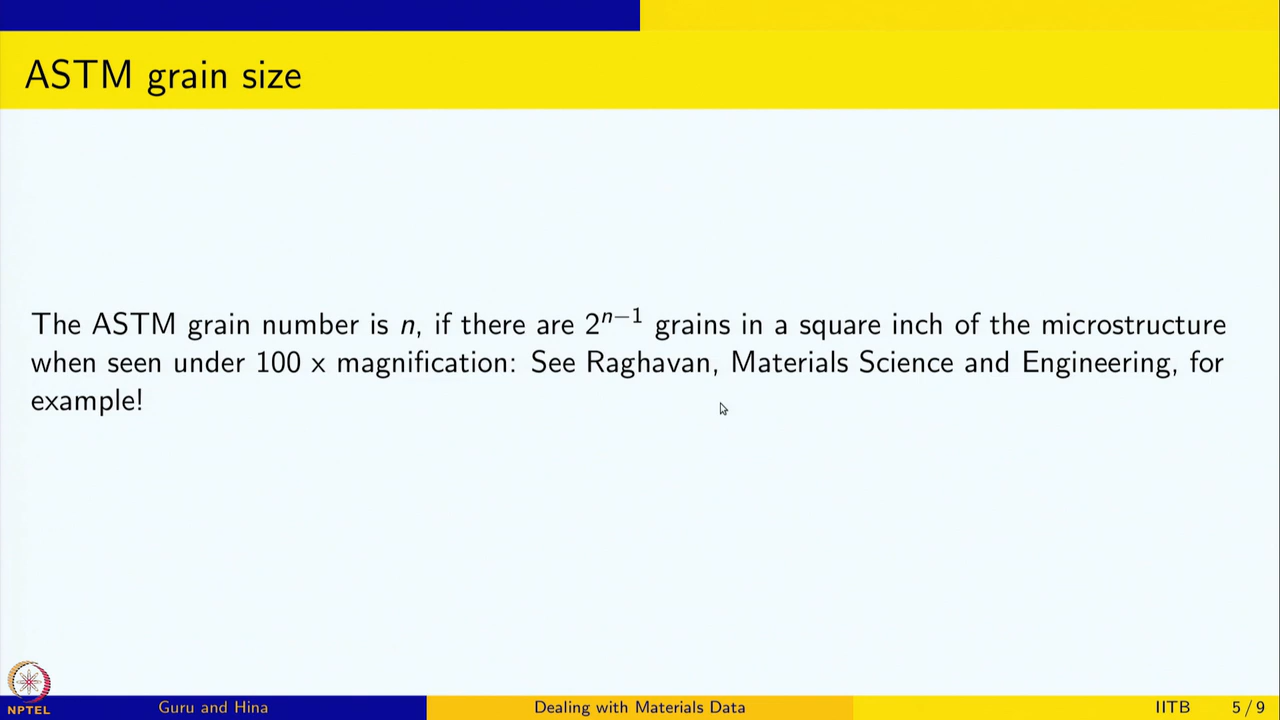 ASTM grain size
The ASTM grain number is n, if there are 2^{n−1} grains in a square inch of the microstructure
when seen under 100 x magnification: See Raghavan, Materials Science and Engineering, for
example!
NPTEL
Guru and Hina
Dealing with Materials Data
IITB
5 / 9